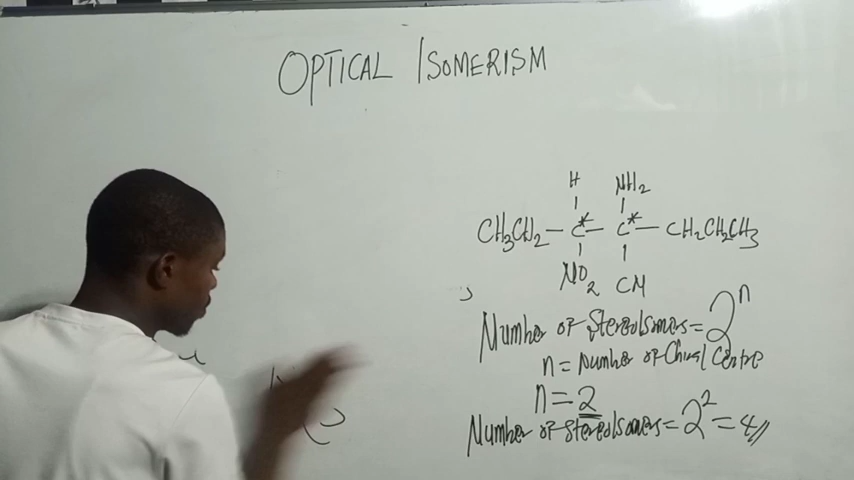 OPTICAL ISOMERISM
H NH2
CH3CH2 — C* — C* — CH2CH2CH3
NO2 CN
Number of Stereoisomers = 2^n
n = Number of Chiral Centre
n = 2
Number of Stereoisomers = 2^2 = 4//